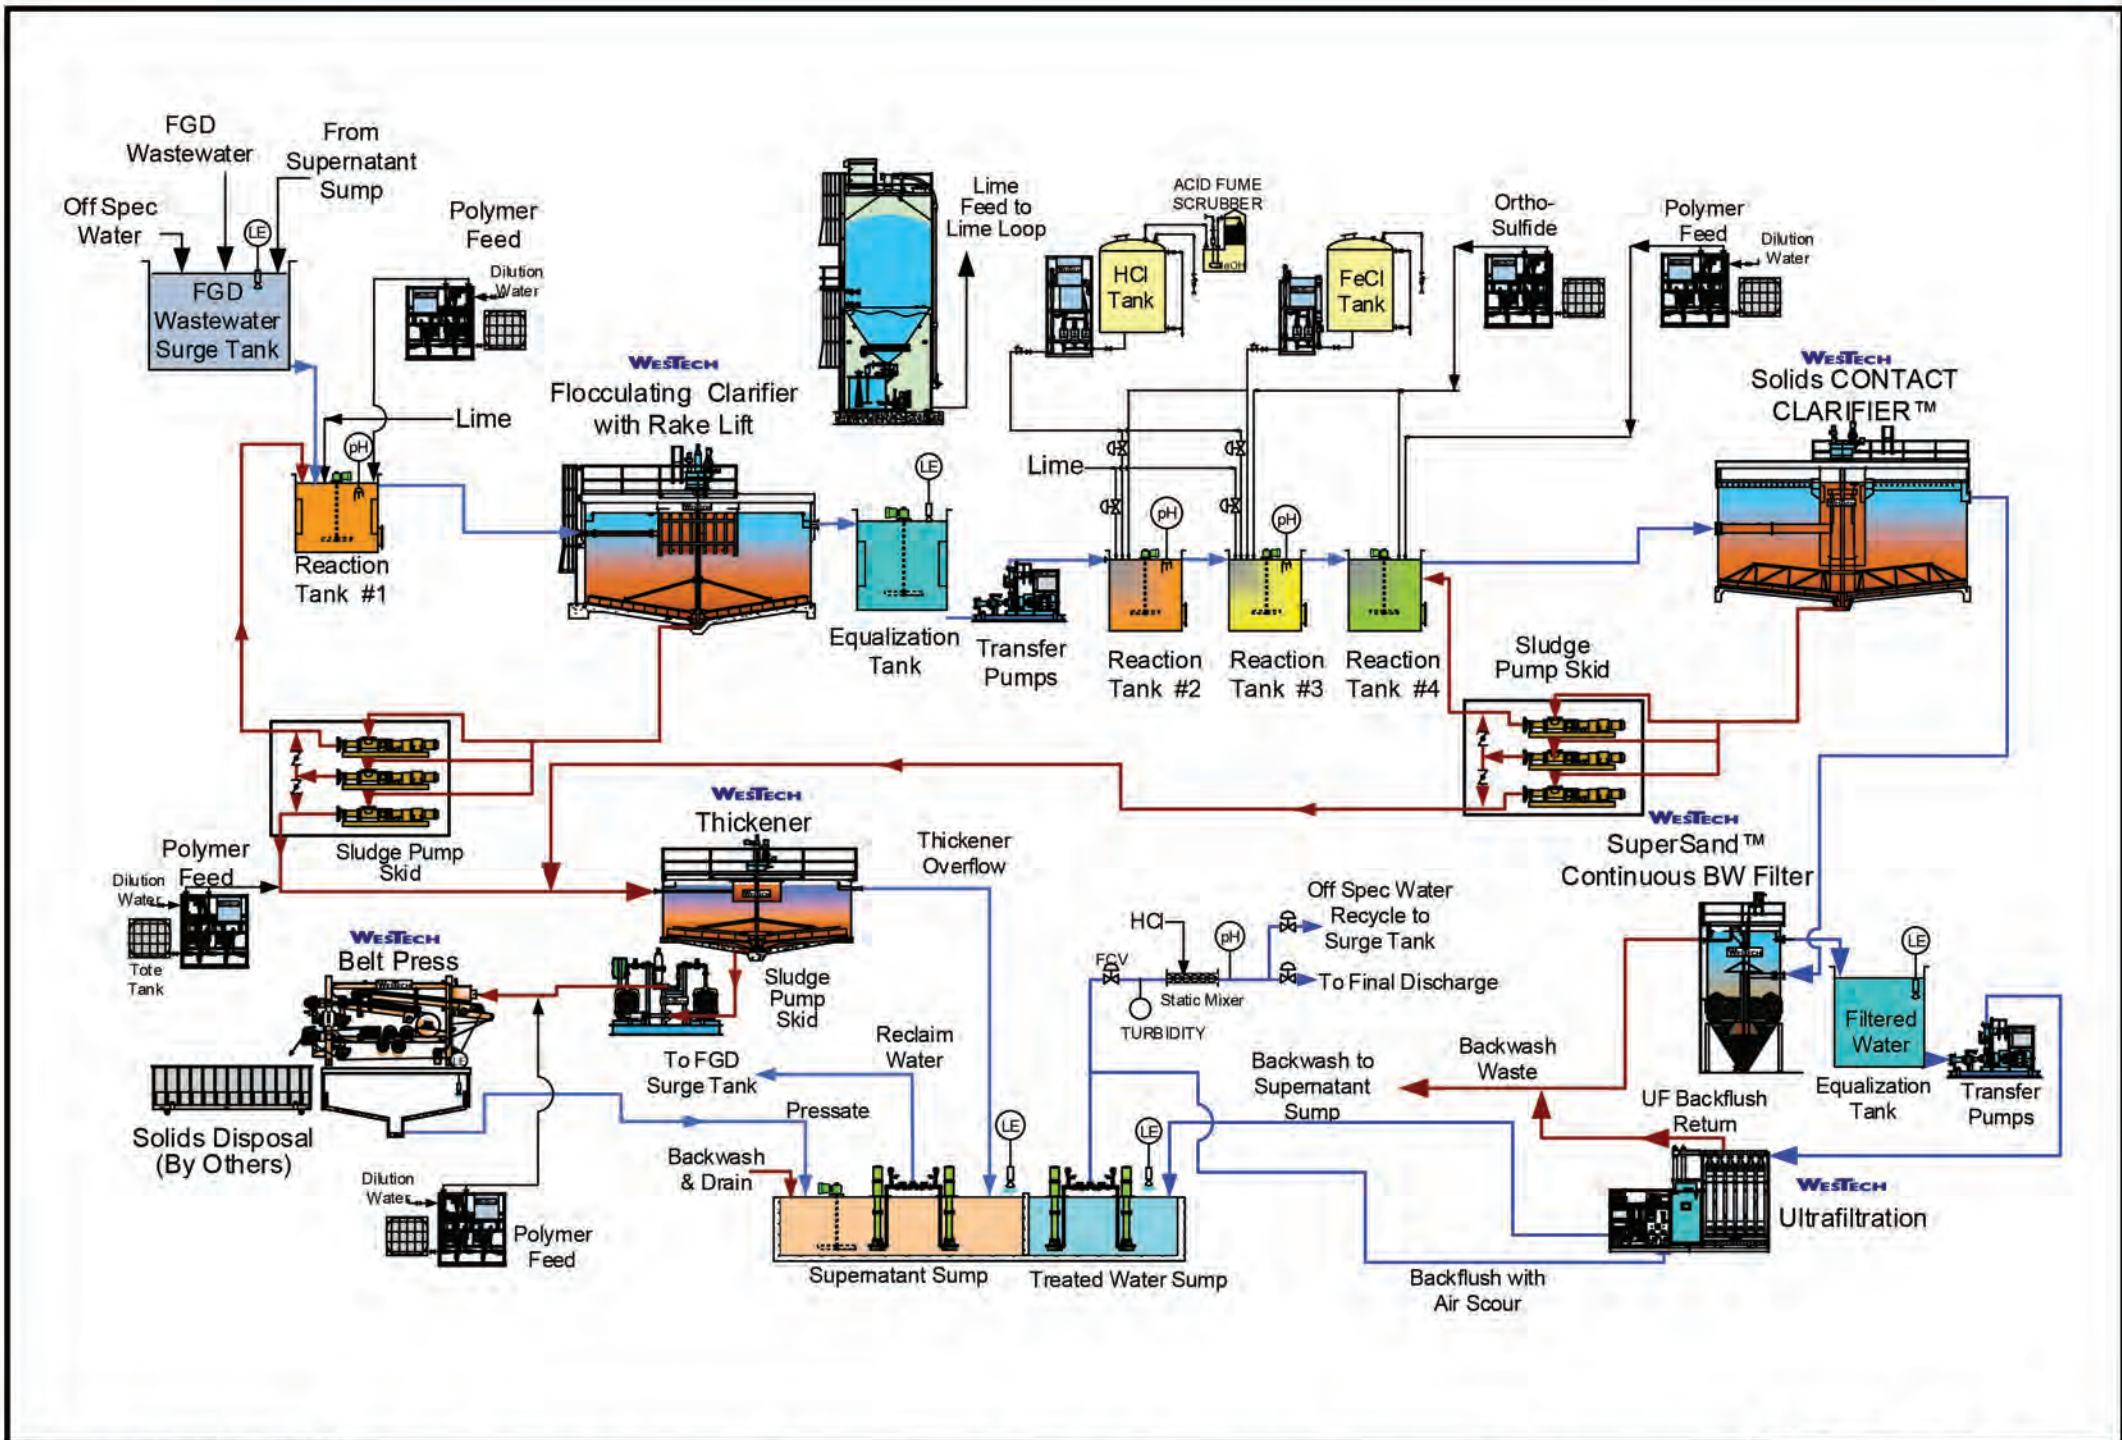 FGD
Wastewater
From
Supernatant
Sump
Off Spec
Water
LE
FGD
Wastewater
Surge Tank
Polymer
Feed
Dilution
Water
Lime
pH
Reaction
Tank #1
WESTECH
Flocculating Clarifier
with Rake Lift
Lime
Feed to
Lime Loop
LE
Equalization
Tank
Transfer
Pumps
ACID FUME
SCRUBBER
HCl
Tank
FeCl
Tank
Ortho-
Sulfide
Polymer
Feed
Dilution
Water
Lime
pH
pH
Reaction
Tank #2
Reaction
Tank #3
Reaction
Tank #4
WESTECH
Solids CONTACT
CLARIFIER™
Sludge
Pump Skid
Sludge Pump
Skid
Polymer
Feed
Dilution
Water
Tote
Tank
WESTECH
Thickener
Thickener
Overflow
WESTECH
Belt Press
Sludge
Pump
Skid
LE
Solids Disposal
(By Others)
To FGD
Surge Tank
Reclaim
Water
Pressate
Backwash
& Drain
Dilution
Water
Polymer
Feed
LE
LE
Supernatant Sump
Treated Water Sump
HCl
FCV
pH
Static Mixer
TURBIDITY
Off Spec Water
Recycle to
Surge Tank
To Final Discharge
Backwash to
Supernatant
Sump
Backwash
Waste
WESTECH
SuperSand™
Continuous BW Filter
LE
Filtered
Water
Equalization
Tank
Transfer
Pumps
UF Backflush
Return
WESTECH
Ultrafiltration
Backflush with
Air Scour